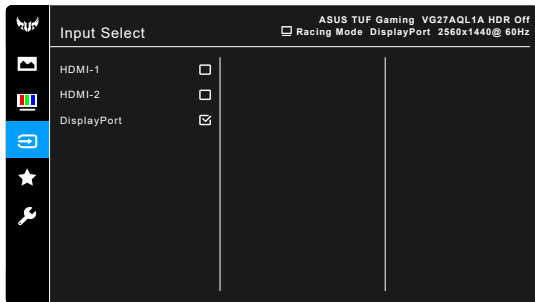 ASUS TUF Gaming VG27AQL1A HDR Off
Input Select
Racing Mode DisplayPort 2560x1440@ 60Hz
HDMI-1
HDMI-2
DisplayPort